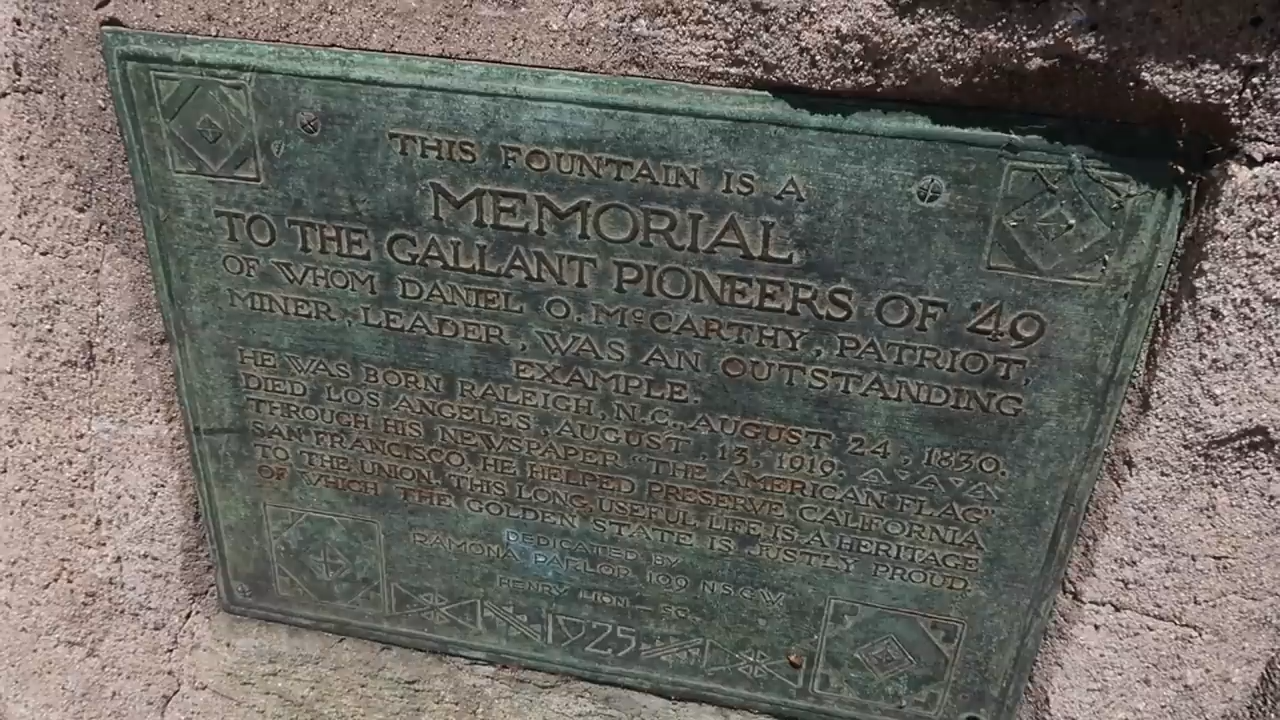 THIS FOUNTAIN IS A
MEMORIAL
TO THE GALLANT PIONEERS OF '49
OF WHOM DANIEL O. McCARTHY, PATRIOT,
MINER, LEADER, WAS AN OUTSTANDING
EXAMPLE.
HE WAS BORN RALEIGH, N.C., AUGUST 24, 1830.
DIED LOS ANGELES, AUGUST, 13, 1919.
THROUGH HIS NEWSPAPER "THE AMERICAN FLAG"
SAN FRANCISCO, HE HELPED PRESERVE CALIFORNIA
TO THE UNION. THIS LONG, USEFUL LIFE IS A HERITAGE
OF WHICH THE GOLDEN STATE IS JUSTLY PROUD.
DEDICATED BY
RAMONA PARLOR 109 N.S.G.W.
HENRY LION — SC.
1925